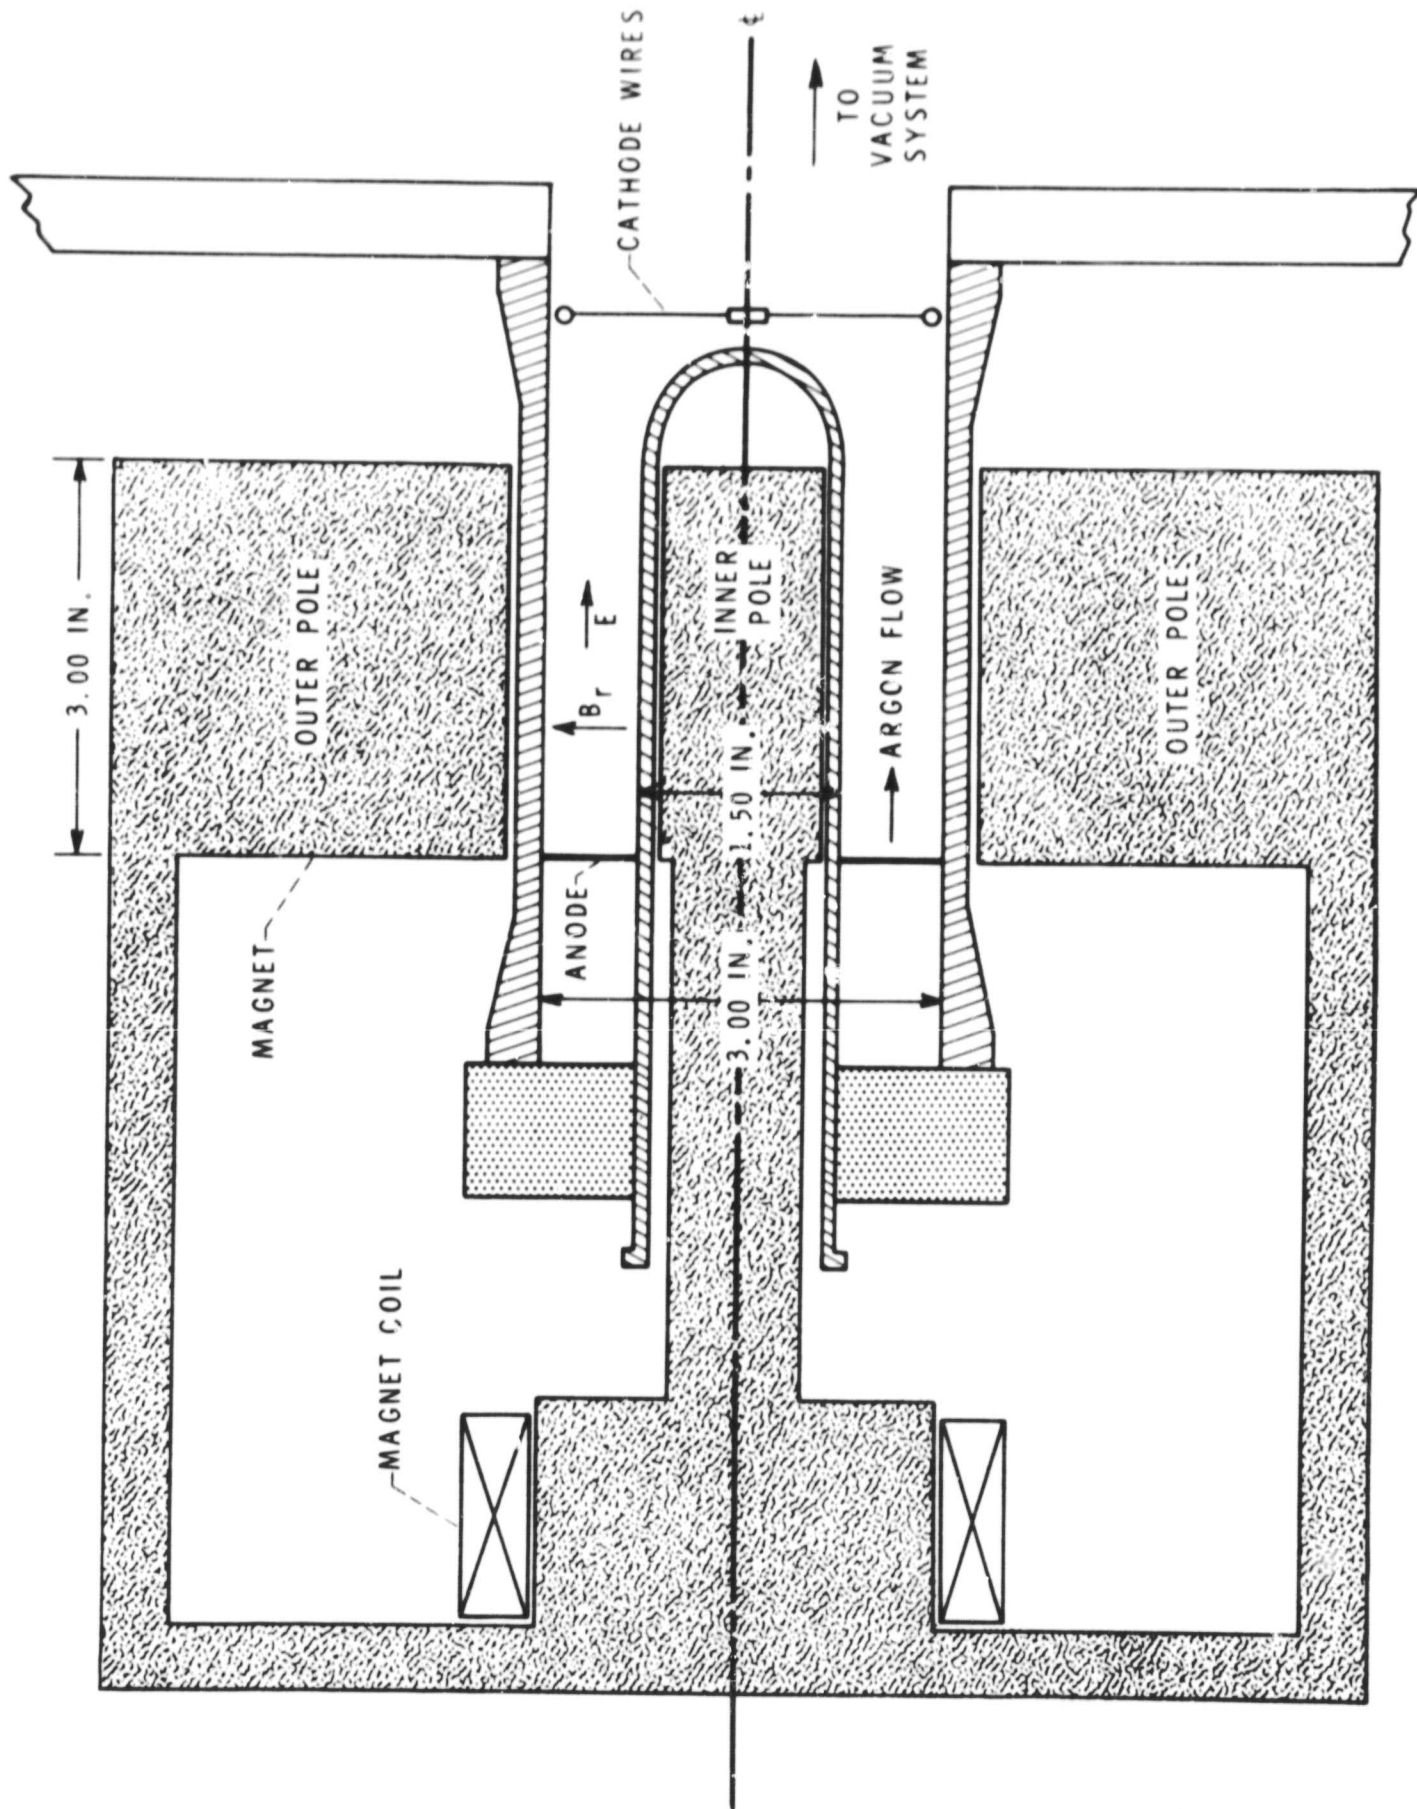 CATHODE WIRES
℄
TO
VACUUM
SYSTEM
3.00 IN.
OUTER POLE
Br
E
INNER
POLE
ARGON FLOW
OUTER POLE
1.50 IN.
MAGNET
ANODE
3.00 IN.
MAGNET COIL